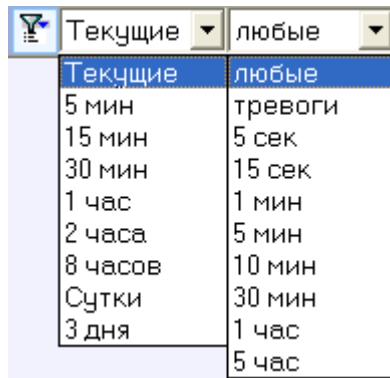 Текущие любые
Текущие любые
5 мин тревоги
15 мин 5 сек
30 мин 15 сек
1 час 1 мин
2 часа 5 мин
8 часов 10 мин
Сутки 30 мин
3 дня 1 час
5 час